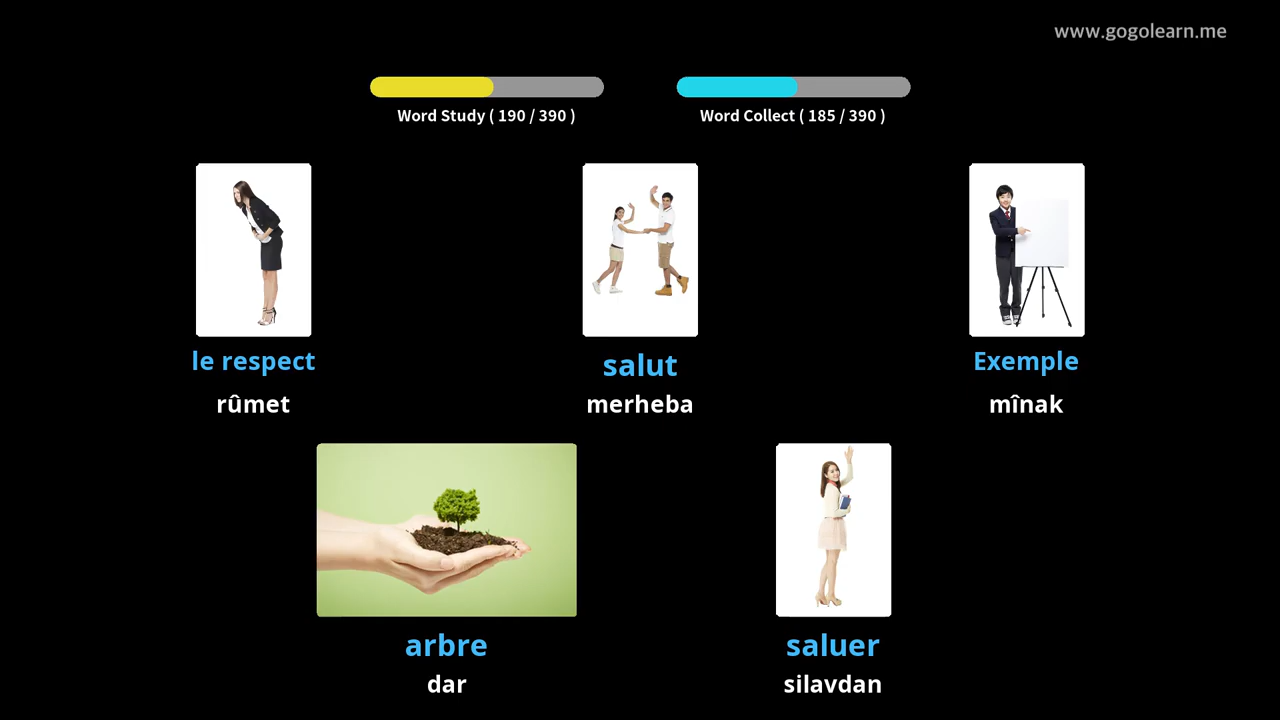 www.gogolearn.me
Word Study ( 190 / 390 )
Word Collect ( 185 / 390 )
le respect
salut
Exemple
rûmet
merheba
mînak
arbre
saluer
dar
silavdan